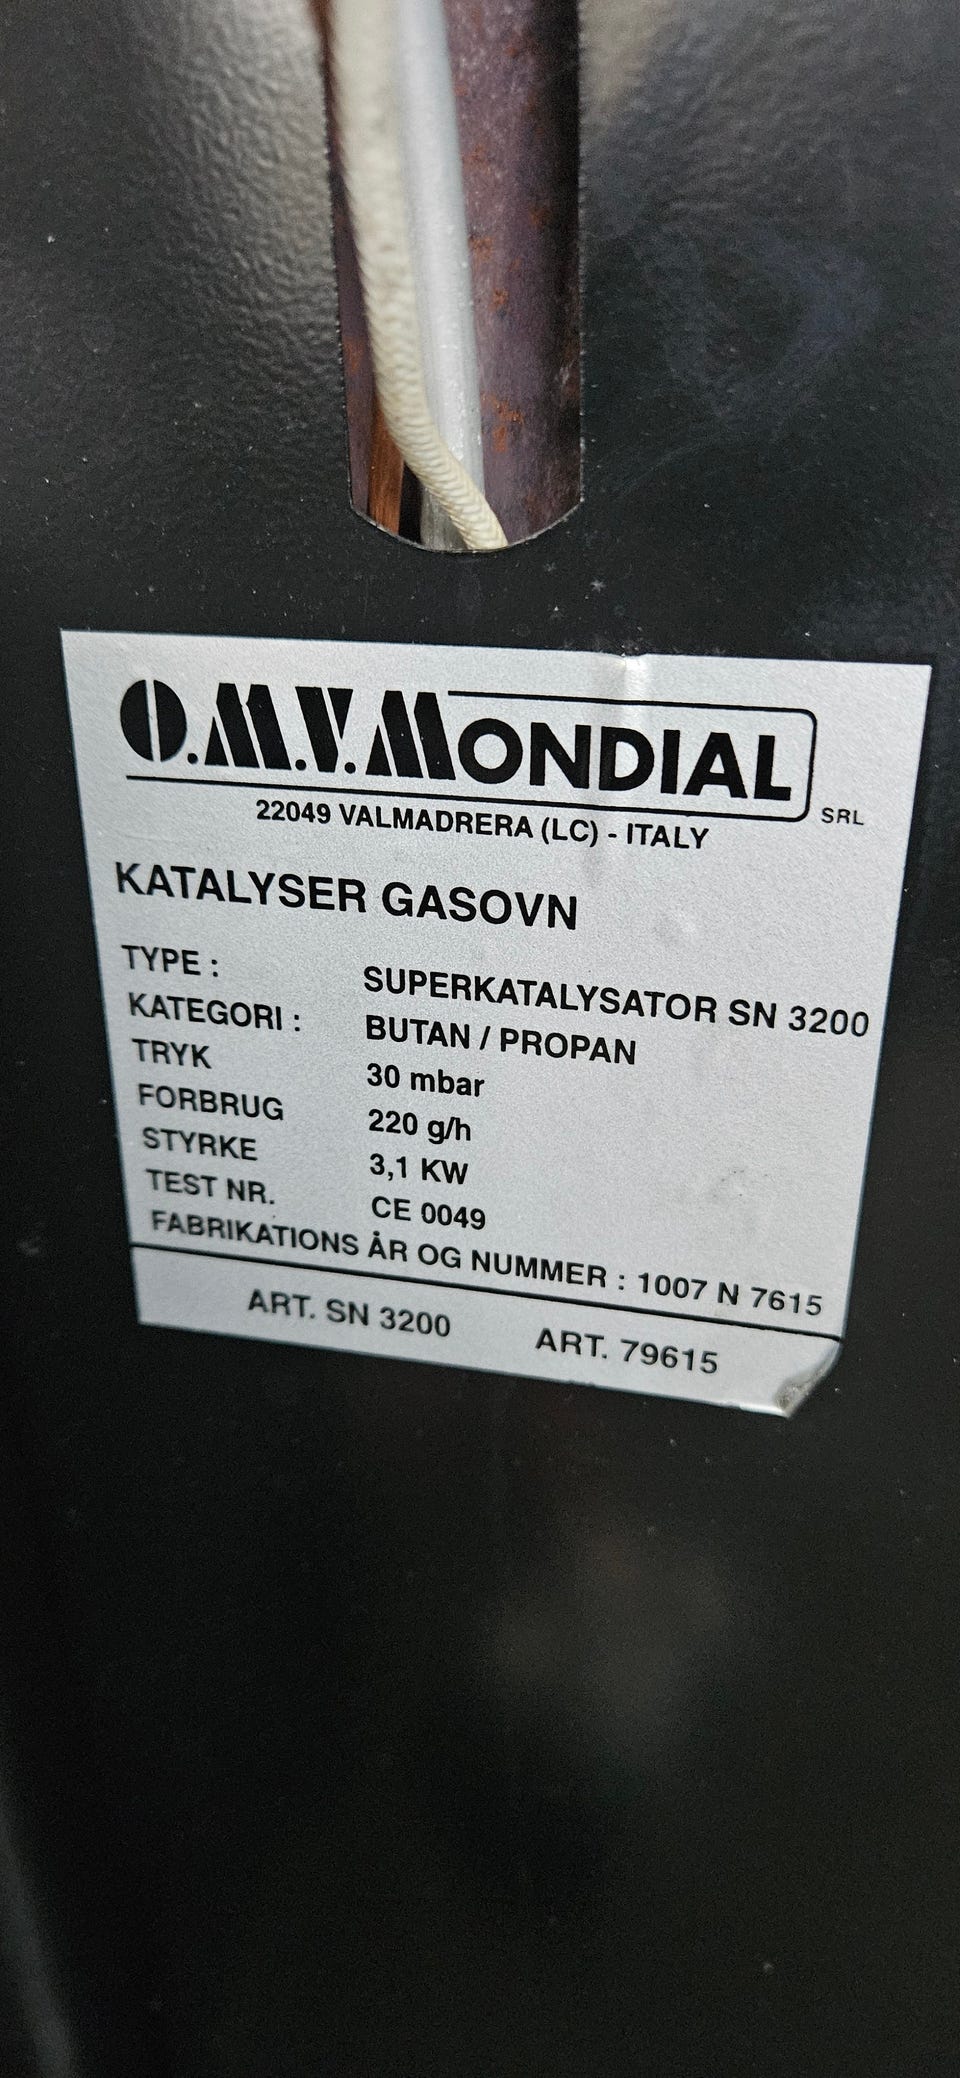 O.M.V. MONDIAL SRL
22049 VALMADRERA (LC) - ITALY
KATALYSER GASOVN
TYPE : SUPERKATALYSATOR SN 3200
KATEGORI : BUTAN / PROPAN
TRYK 30 mbar
FORBRUG 220 g/h
STYRKE 3,1 KW
TEST NR. CE 0049
FABRIKATIONS ÅR OG NUMMER : 1007 N 7615
ART. SN 3200 ART. 79615